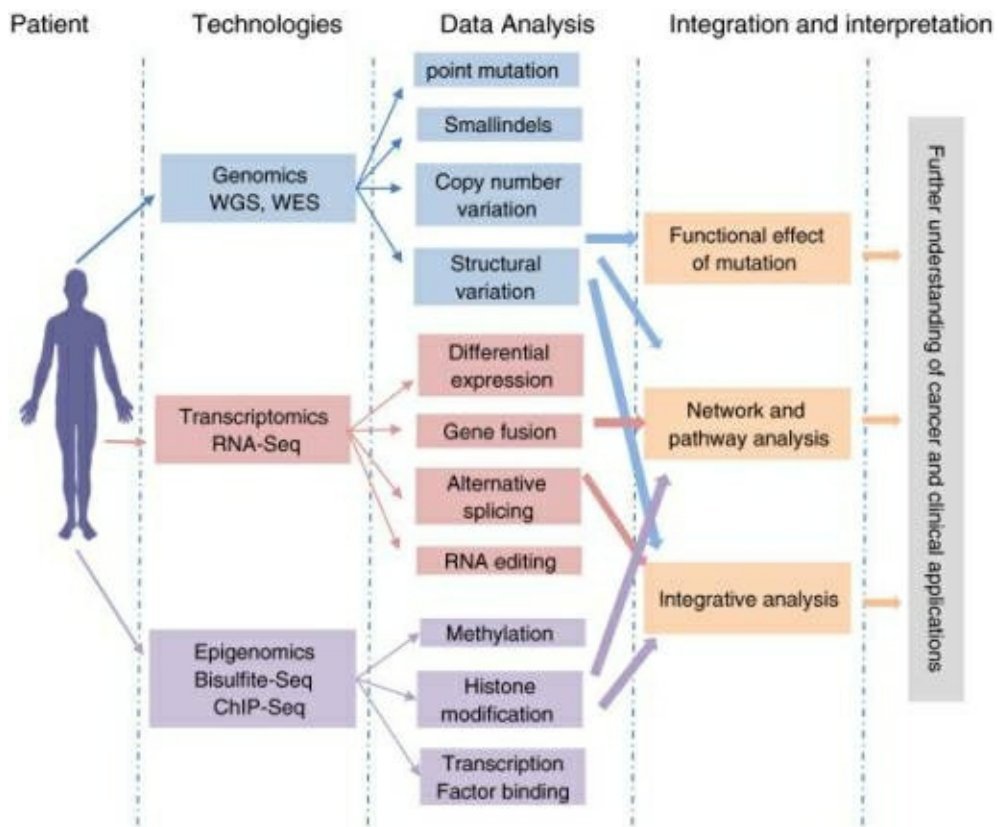 Patient
Technologies
Data Analysis
Integration and interpretation
Genomics
WGS, WES
Transcriptomics
RNA-Seq
Epigenomics
Bisulfite-Seq
ChIP-Seq
point mutation
Smallindels
Copy number
variation
Structural
variation
Differential
expression
Gene fusion
Alternative
splicing
RNA editing
Methylation
Histone
modification
Transcription
Factor binding
Functional effect
of mutation
Network and
pathway analysis
Integrative analysis
Further understanding of cancer and clinical applications